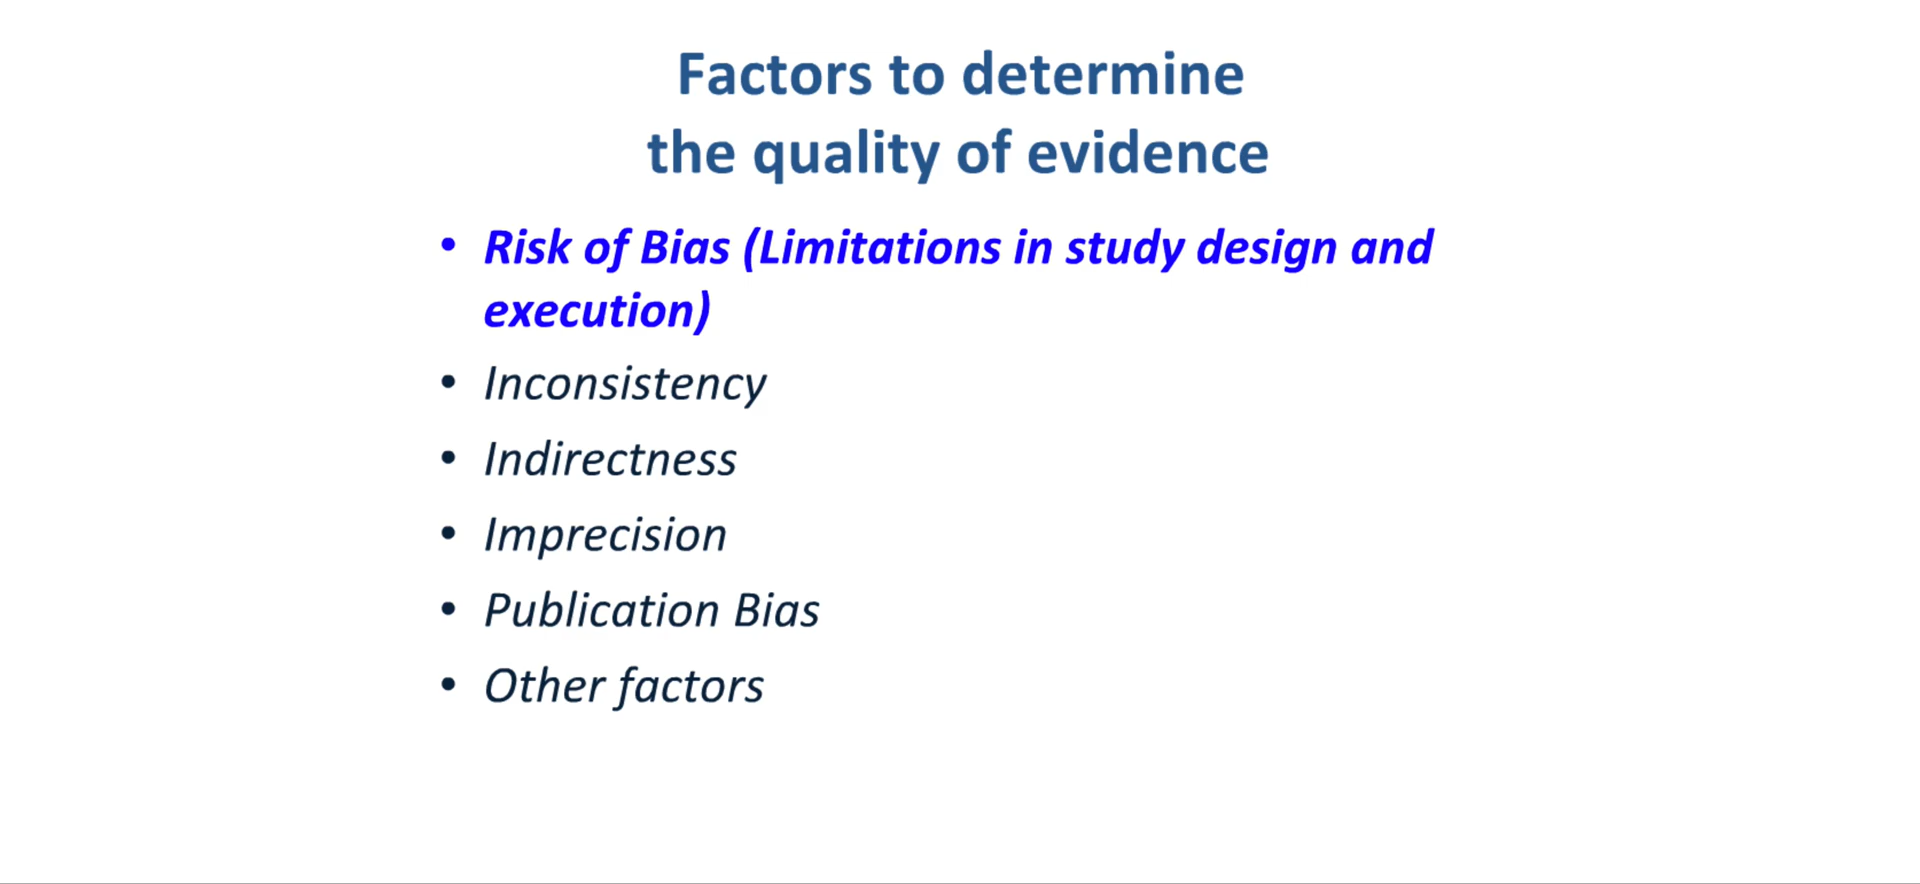 Factors to determine
the quality of evidence
• Risk of Bias (Limitations in study design and
execution)
• Inconsistency
• Indirectness
• Imprecision
• Publication Bias
• Other factors